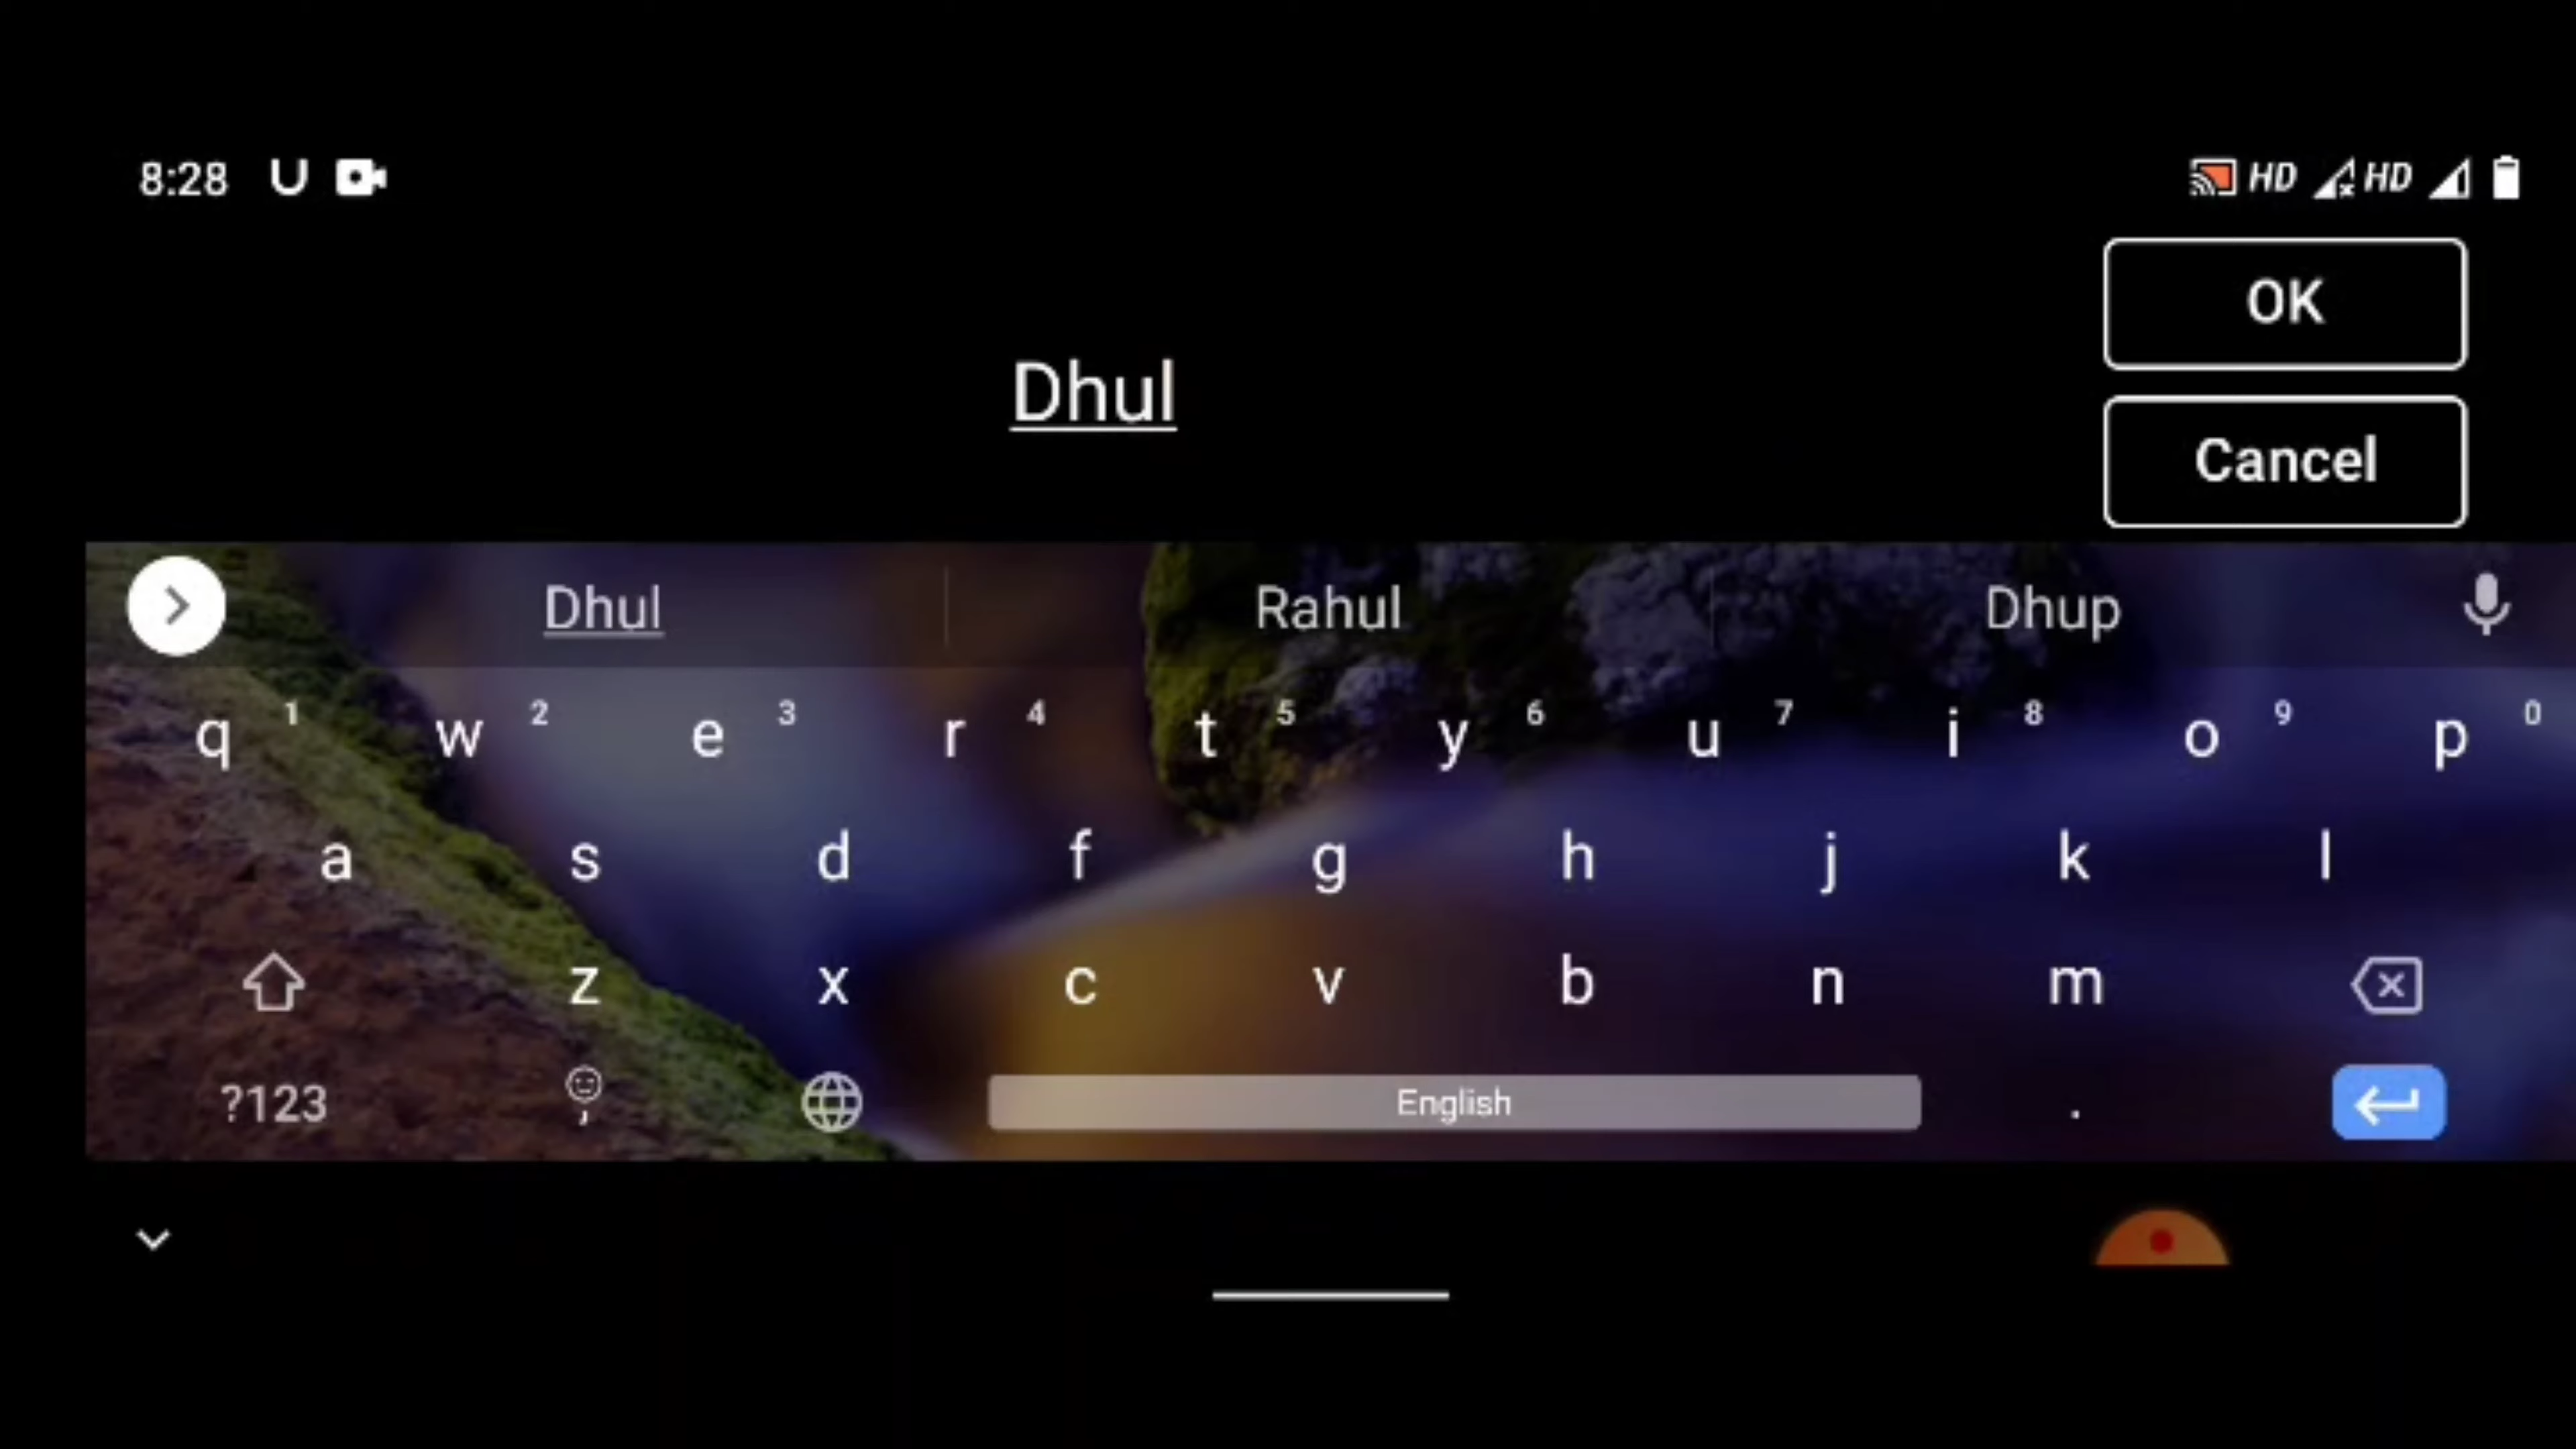 8:28 U HD HD
OK
Dhul
Cancel
Dhul Rahul Dhup
q 1 w 2 e 3 r 4 t 5 y 6 u 7 i 8 o 9 p 0
a s d f g h j k l
z x c v b n m
?123 , English .